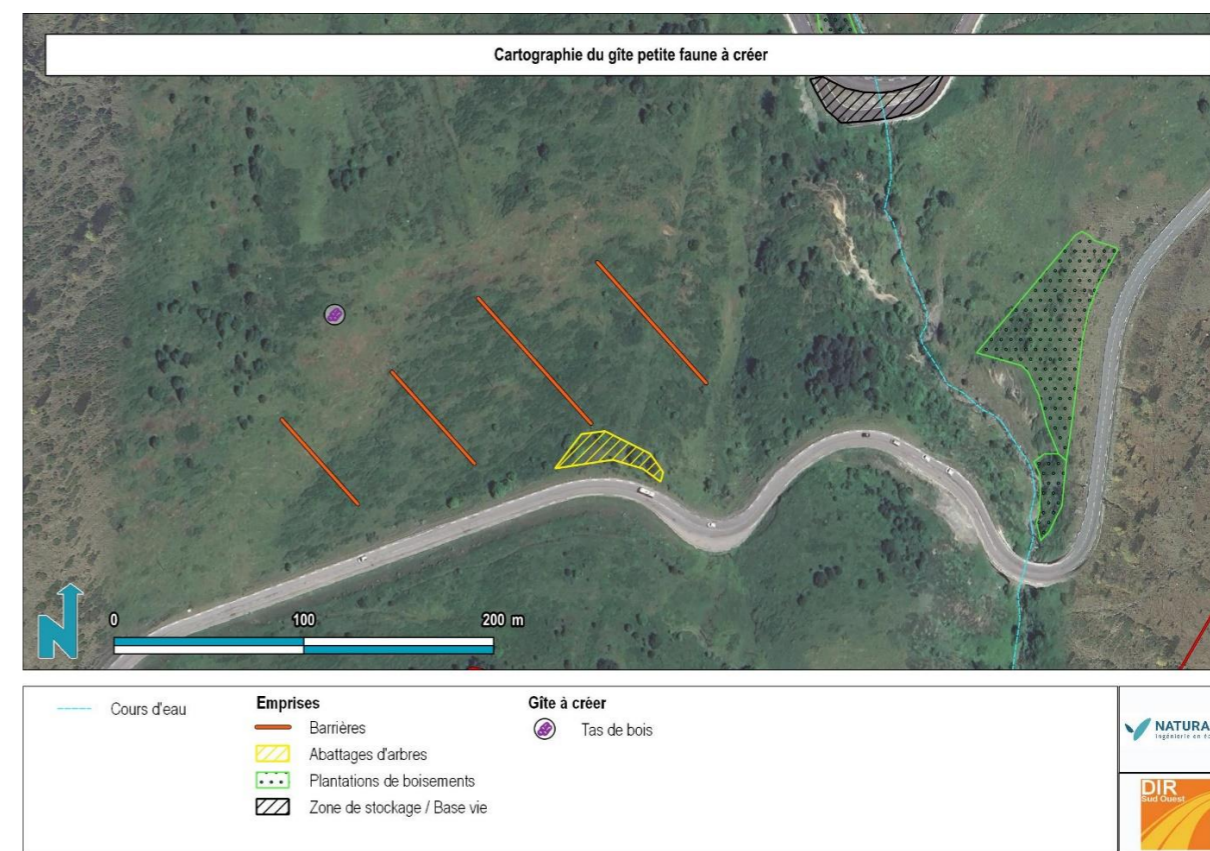 Cartographie du gîte petite faune à créer
N
0 100 200 m
Cours d'eau
Emprises
Barrières
Abattages d'arbres
Plantations de boisements
Zone de stockage / Base vie
Gîte à créer
Tas de bois
NATURA
DIR
Sud Ouest